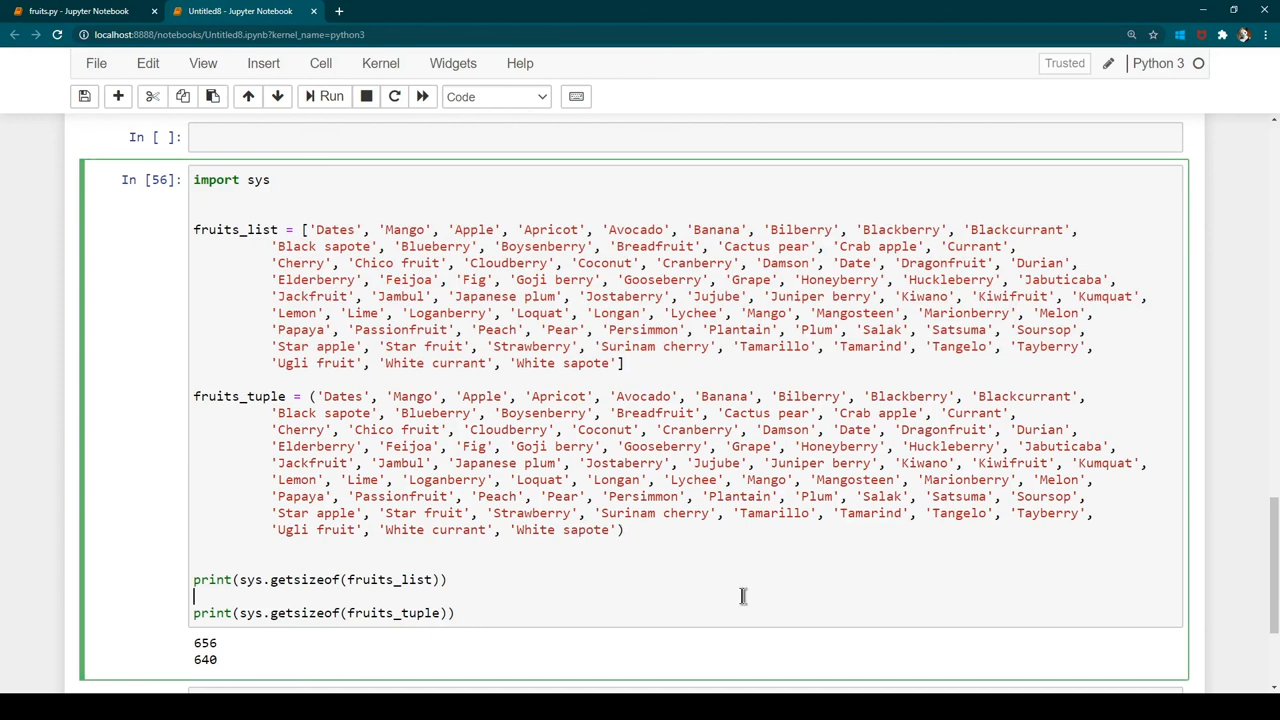 fruits.py - Jupyter Notebook
Untitled8 - Jupyter Notebook
localhost:8888/notebooks/Untitled8.ipynb?kernel_name=python3
File Edit View Insert Cell Kernel Widgets Help Trusted Python 3
Run Code
In [ ]:
In [56]: import sys
fruits_list = ['Dates', 'Mango', 'Apple', 'Apricot', 'Avocado', 'Banana', 'Bilberry', 'Blackberry', 'Blackcurrant',
'Black sapote', 'Blueberry', 'Boysenberry', 'Breadfruit', 'Cactus pear', 'Crab apple', 'Currant',
'Cherry', 'Chico fruit', 'Cloudberry', 'Coconut', 'Cranberry', 'Damson', 'Date', 'Dragonfruit', 'Durian',
'Elderberry', 'Feijoa', 'Fig', 'Goji berry', 'Gooseberry', 'Grape', 'Honeyberry', 'Huckleberry', 'Jabuticaba',
'Jackfruit', 'Jambul', 'Japanese plum', 'Jostaberry', 'Jujube', 'Juniper berry', 'Kiwano', 'Kiwifruit', 'Kumquat',
'Lemon', 'Lime', 'Loganberry', 'Loquat', 'Longan', 'Lychee', 'Mango', 'Mangosteen', 'Marionberry', 'Melon',
'Papaya', 'Passionfruit', 'Peach', 'Pear', 'Persimmon', 'Plantain', 'Plum', 'Salak', 'Satsuma', 'Soursop',
'Star apple', 'Star fruit', 'Strawberry', 'Surinam cherry', 'Tamarillo', 'Tamarind', 'Tangelo', 'Tayberry',
'Ugli fruit', 'White currant', 'White sapote']
fruits_tuple = ('Dates', 'Mango', 'Apple', 'Apricot', 'Avocado', 'Banana', 'Bilberry', 'Blackberry', 'Blackcurrant',
'Black sapote', 'Blueberry', 'Boysenberry', 'Breadfruit', 'Cactus pear', 'Crab apple', 'Currant',
'Cherry', 'Chico fruit', 'Cloudberry', 'Coconut', 'Cranberry', 'Damson', 'Date', 'Dragonfruit', 'Durian',
'Elderberry', 'Feijoa', 'Fig', 'Goji berry', 'Gooseberry', 'Grape', 'Honeyberry', 'Huckleberry', 'Jabuticaba',
'Jackfruit', 'Jambul', 'Japanese plum', 'Jostaberry', 'Jujube', 'Juniper berry', 'Kiwano', 'Kiwifruit', 'Kumquat',
'Lemon', 'Lime', 'Loganberry', 'Loquat', 'Longan', 'Lychee', 'Mango', 'Mangosteen', 'Marionberry', 'Melon',
'Papaya', 'Passionfruit', 'Peach', 'Pear', 'Persimmon', 'Plantain', 'Plum', 'Salak', 'Satsuma', 'Soursop',
'Star apple', 'Star fruit', 'Strawberry', 'Surinam cherry', 'Tamarillo', 'Tamarind', 'Tangelo', 'Tayberry',
'Ugli fruit', 'White currant', 'White sapote')
print(sys.getsizeof(fruits_list))
print(sys.getsizeof(fruits_tuple))
656
640